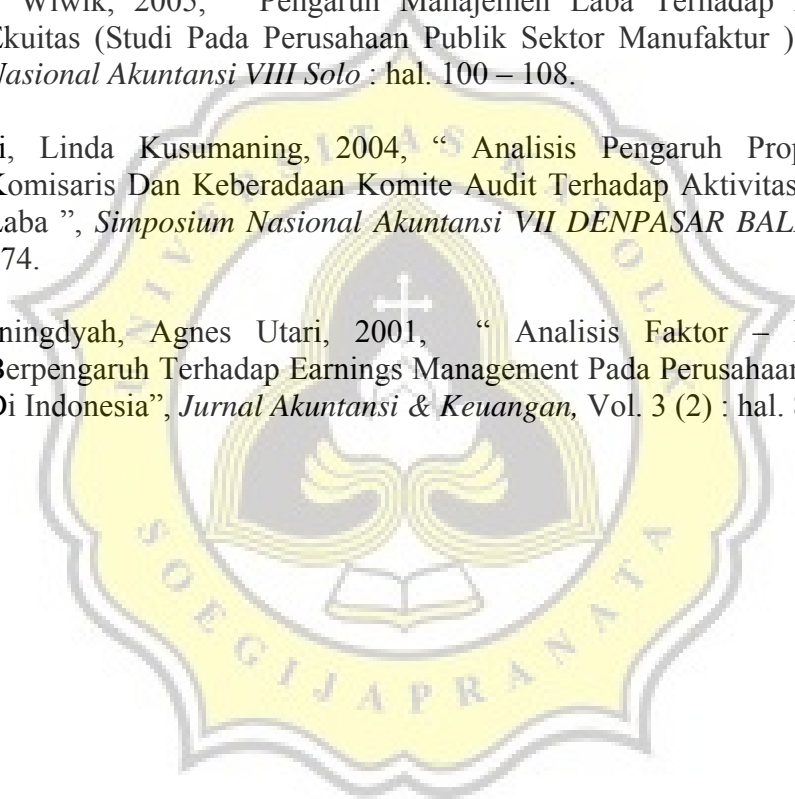 Wiwik, 2005, “ Pengaruh Manajemen Laba Terhadap
Ekuitas (Studi Pada Perusahaan Publik Sektor Manufaktur )
Nasional Akuntansi VIII Solo : hal. 100 – 108.
i, Linda Kusumaning, 2004, “ Analisis Pengaruh Prop
Komisaris Dan Keberadaan Komite Audit Terhadap Aktivitas
Laba ”, Simposium Nasional Akuntansi VII DENPASAR BAL
74.
ningdyah, Agnes Utari, 2001, “ Analisis Faktor –
Berpengaruh Terhadap Earnings Management Pada Perusahaan
Di Indonesia”, Jurnal Akuntansi & Keuangan, Vol. 3 (2) : hal.
UNIVERSITAS KATOLIK
SOEGIJAPRANATA